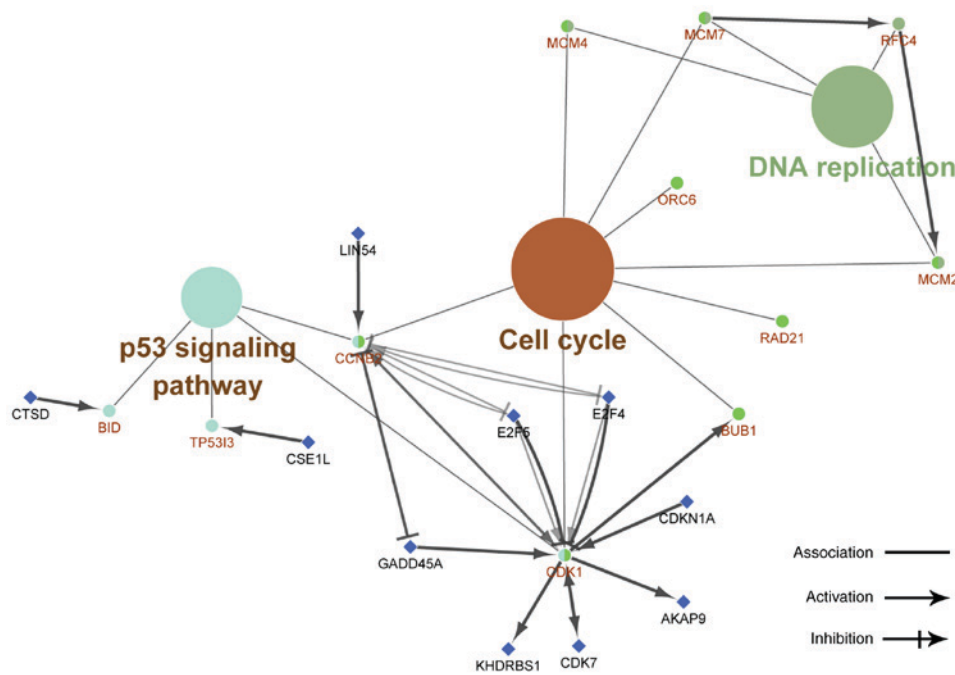 MCM4
MCM7
RFC4
DNA replication
ORC6
LIN54
MCM2
p53 signaling
pathway
Cell cycle
RAD21
CTSD
BID
TP53I3
CSE1L
E2F5
E2F4
BUB1
CDKN1A
GADD45A
CDK1
AKAP9
KHDRBS1
CDK7
Association
Activation
Inhibition